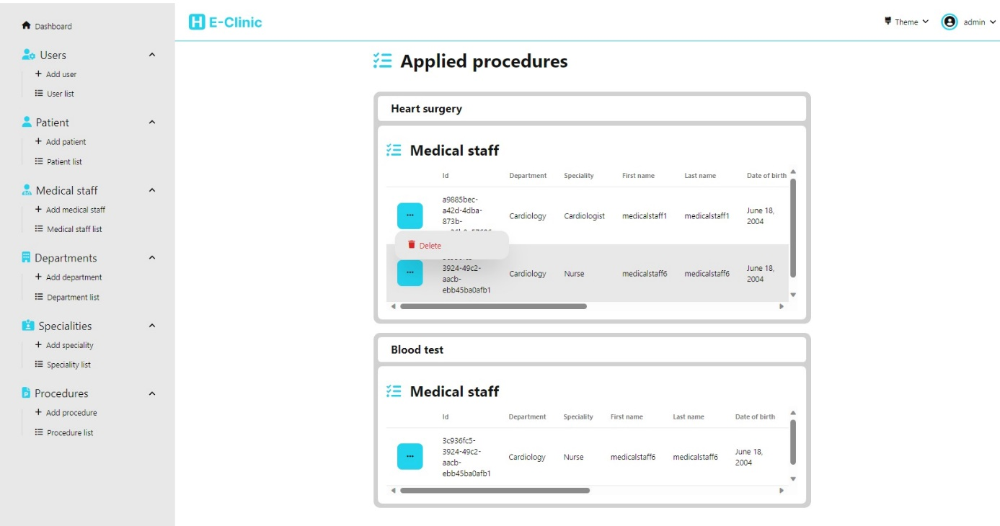 Dashboard
Users
+ Add user
User list
Patient
+ Add patient
Patient list
Medical staff
+ Add medical staff
Medical staff list
Departments
+ Add department
Department list
Specialities
+ Add speciality
Speciality list
Procedures
+ Add procedure
Procedure list
H E-Clinic
Theme
admin
Applied procedures
Heart surgery
Medical staff
Id Department Speciality First name Last name Date of birth
a9885bec-
a42d-4dba-
873b-
... Cardiology Cardiologist medicalstaff1 medicalstaff1 June 18,
2004
Delete
3924-49c2-
aacb-
ebb45ba0afb1
... Cardiology Nurse medicalstaff6 medicalstaff6 June 18,
2004
Blood test
Medical staff
Id Department Speciality First name Last name Date of birth
3c936fc5-
3924-49c2-
aacb-
ebb45ba0afb1
... Cardiology Nurse medicalstaff6 medicalstaff6 June 18,
2004